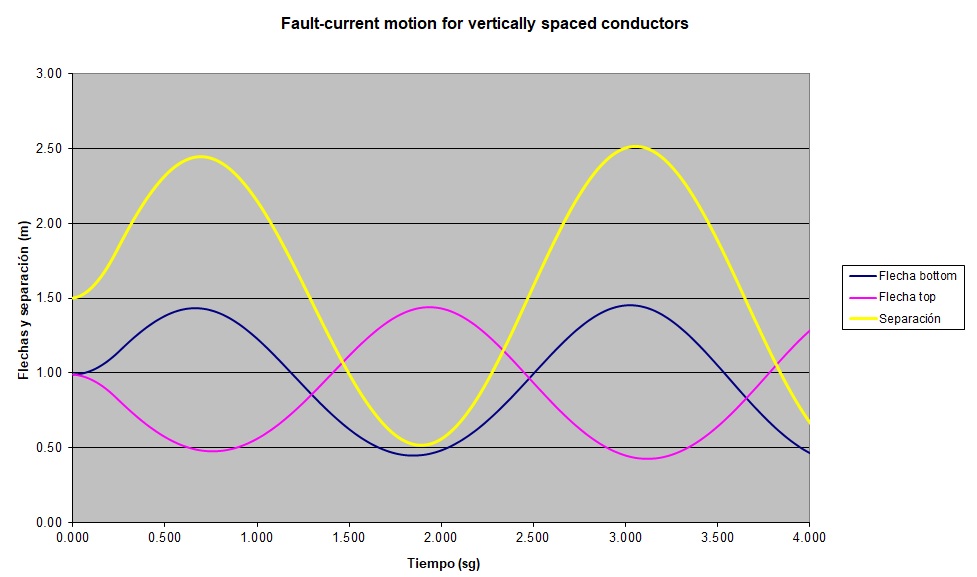 Fault-current motion for vertically spaced conductors
Flechas y separación (m)
3.00
2.50
2.00
1.50
1.00
0.50
0.00
0.000 0.500 1.000 1.500 2.000 2.500 3.000 3.500 4.000
Tiempo (sg)
Flecha bottom
Flecha top
Separación